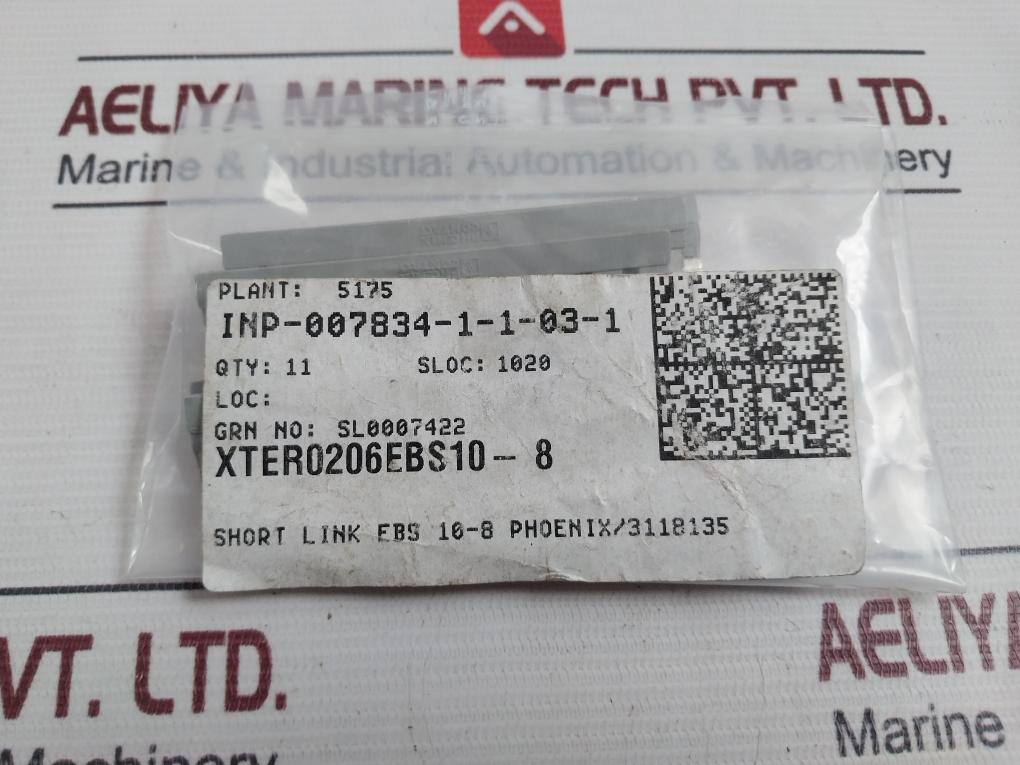 AELIYA MARINE TECH PVT. LTD.
Marine & Industrial Automation & Machinery
PLANT: 5175
INP-007834-1-1-03-1
QTY: 11 SLOC: 1020
LOC:
GRN NO: SL0007422
XTER0206EBS10- 8
SHORT LINK EBS 10-8 PHOENIX/3118135
VT. LTD.
Machinery
AELIYA
Marine